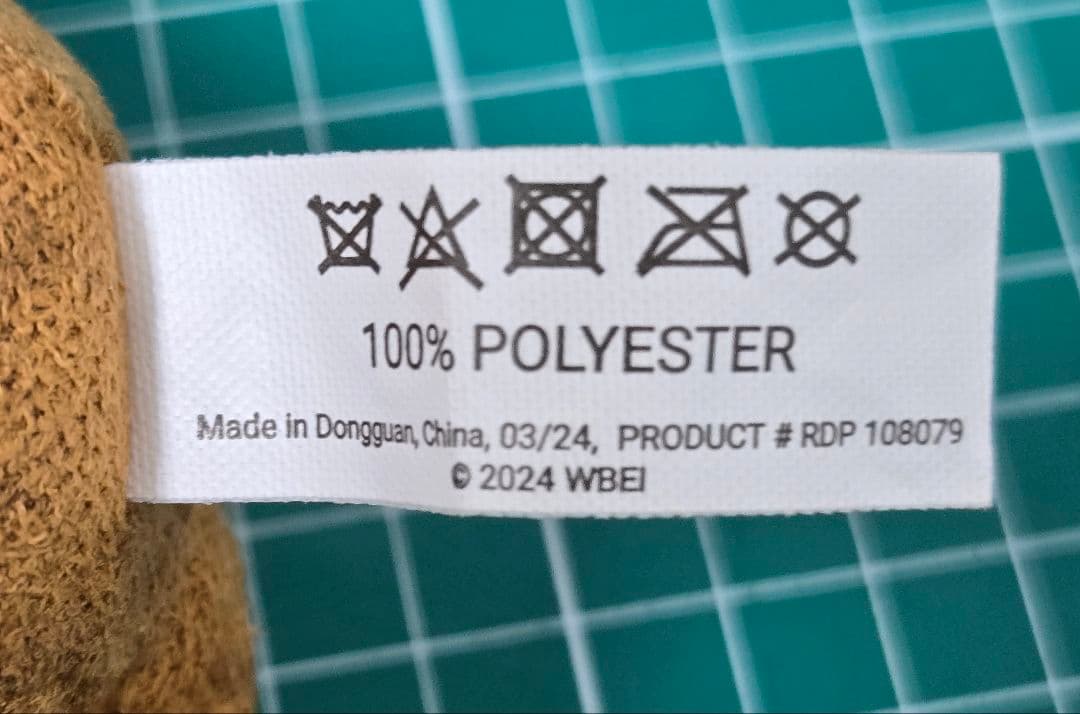 100% POLYESTER
Made in Dongguan, China, 03/24, PRODUCT # RDP 108079
© 2024 WBEI